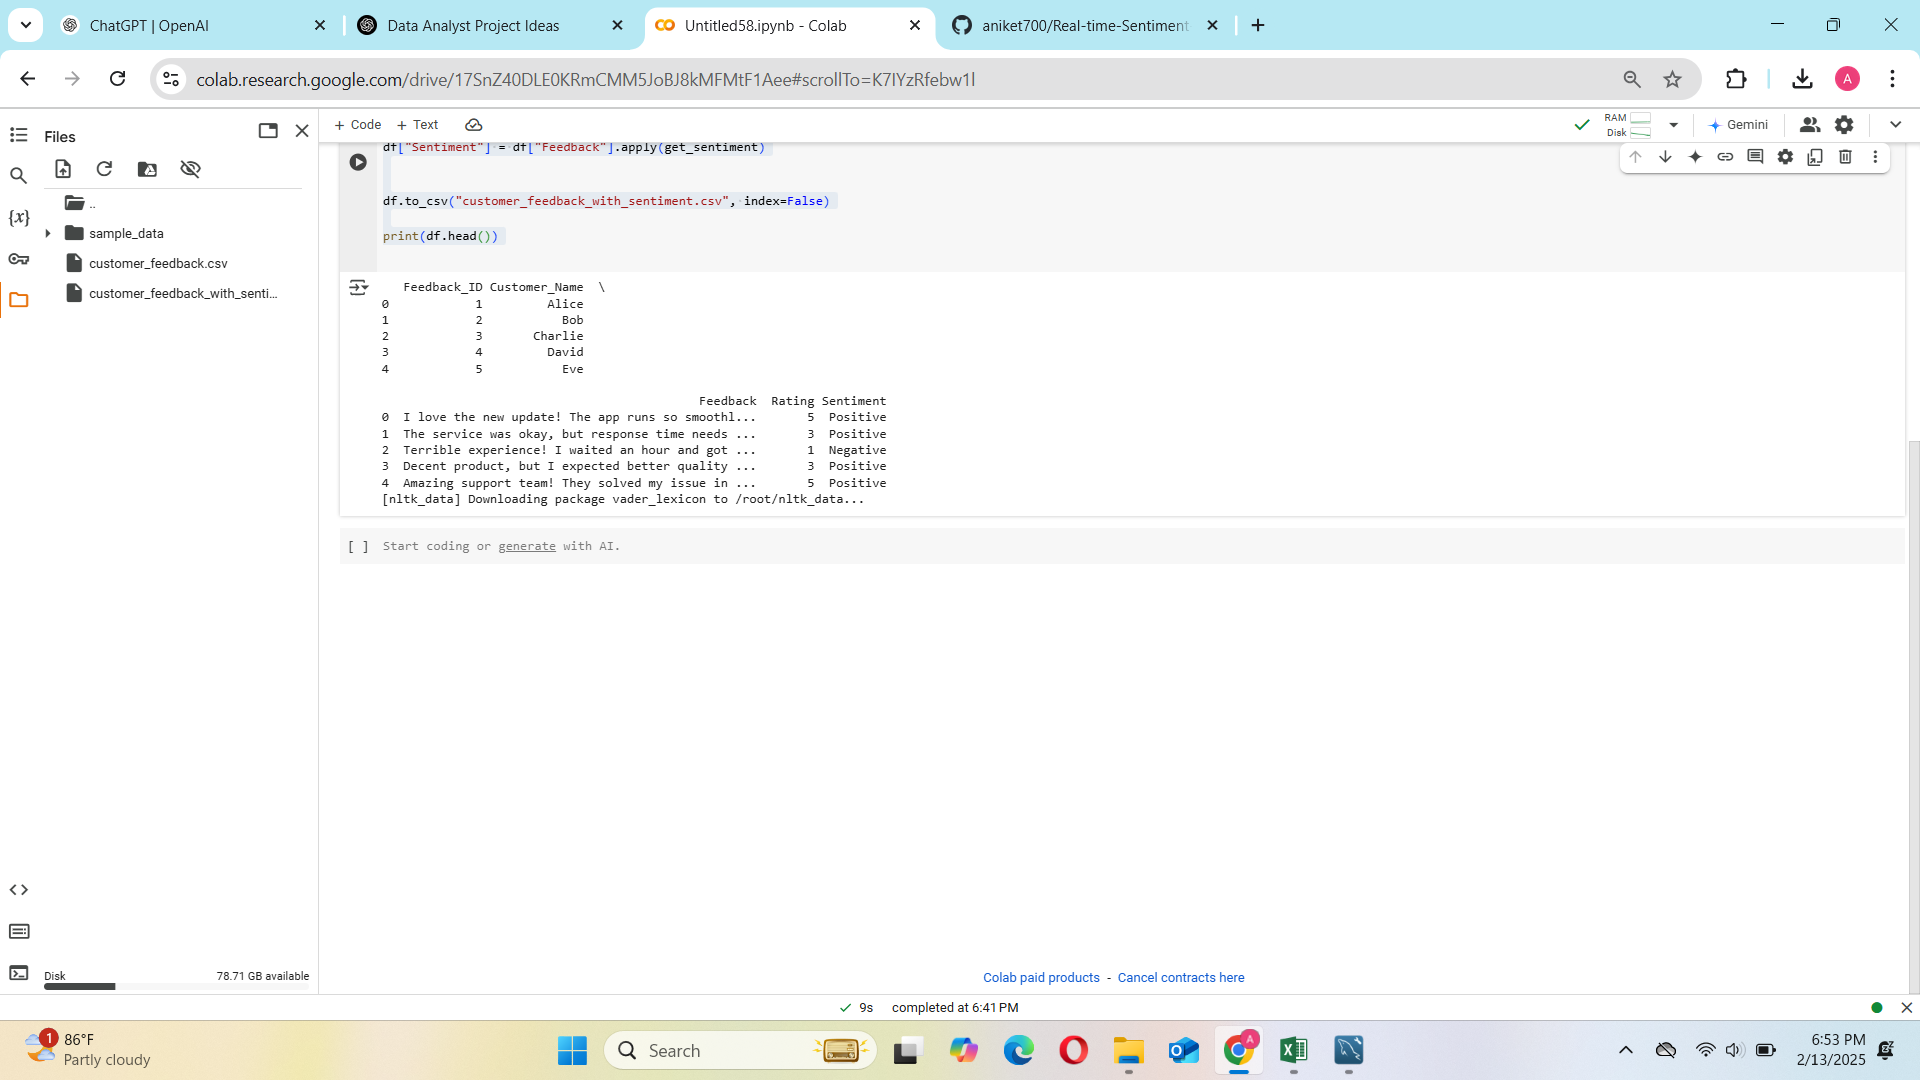 ChatGPT | OpenAI
Data Analyst Project Ideas
Untitled58.ipynb - Colab
aniket700/Real-time-Sentiment
colab.research.google.com/drive/17SnZ40DLE0KRmCMM5JoBJ8kMFMtF1Aee#scrollTo=K7IYzRfebw1l
A
Files
+ Code + Text
RAM
Disk
Gemini
..
sample_data
customer_feedback.csv
customer_feedback_with_senti...
{x}
df["Sentiment"] = df["Feedback"].apply(get_sentiment)
df.to_csv("customer_feedback_with_sentiment.csv", index=False)
print(df.head())
Feedback_ID Customer_Name \
0 1 Alice
1 2 Bob
2 3 Charlie
3 4 David
4 5 Eve
Feedback Rating Sentiment
0 I love the new update! The app runs so smoothl... 5 Positive
1 The service was okay, but response time needs ... 3 Positive
2 Terrible experience! I waited an hour and got ... 1 Negative
3 Decent product, but I expected better quality ... 3 Positive
4 Amazing support team! They solved my issue in ... 5 Positive
[nltk_data] Downloading package vader_lexicon to /root/nltk_data...
[ ] Start coding or generate with AI.
Disk 78.71 GB available
Colab paid products - Cancel contracts here
9s completed at 6:41 PM
1
86°F
Partly cloudy
Search
A
6:53 PM
2/13/2025